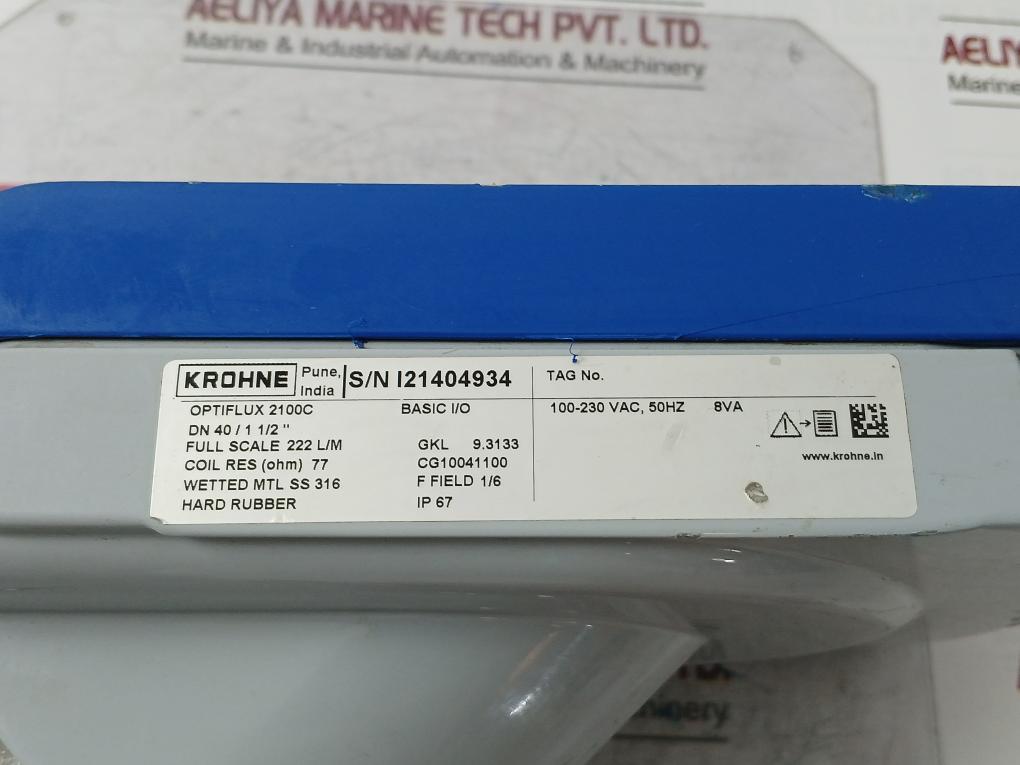 AELIYA MARINE TECH PVT. LTD.
Marine & Industrial Automation & Machinery
AELIYA
Marine
KROHNE Pune, India S/N I21404934
TAG No.
OPTIFLUX 2100C BASIC I/O
DN 40 / 1 1/2 "
FULL SCALE 222 L/M GKL 9.3133
COIL RES (ohm) 77 CG10041100
WETTED MTL SS 316 F FIELD 1/6
HARD RUBBER IP 67
100-230 VAC, 50HZ 8VA
www.krohne.in